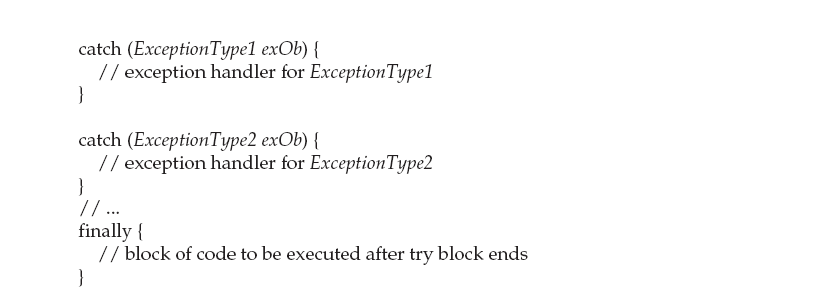 catch (ExceptionType1 exOb) {
// exception handler for ExceptionType1
}
catch (ExceptionType2 exOb) {
// exception handler for ExceptionType2
}
// ...
finally {
// block of code to be executed after try block ends
}